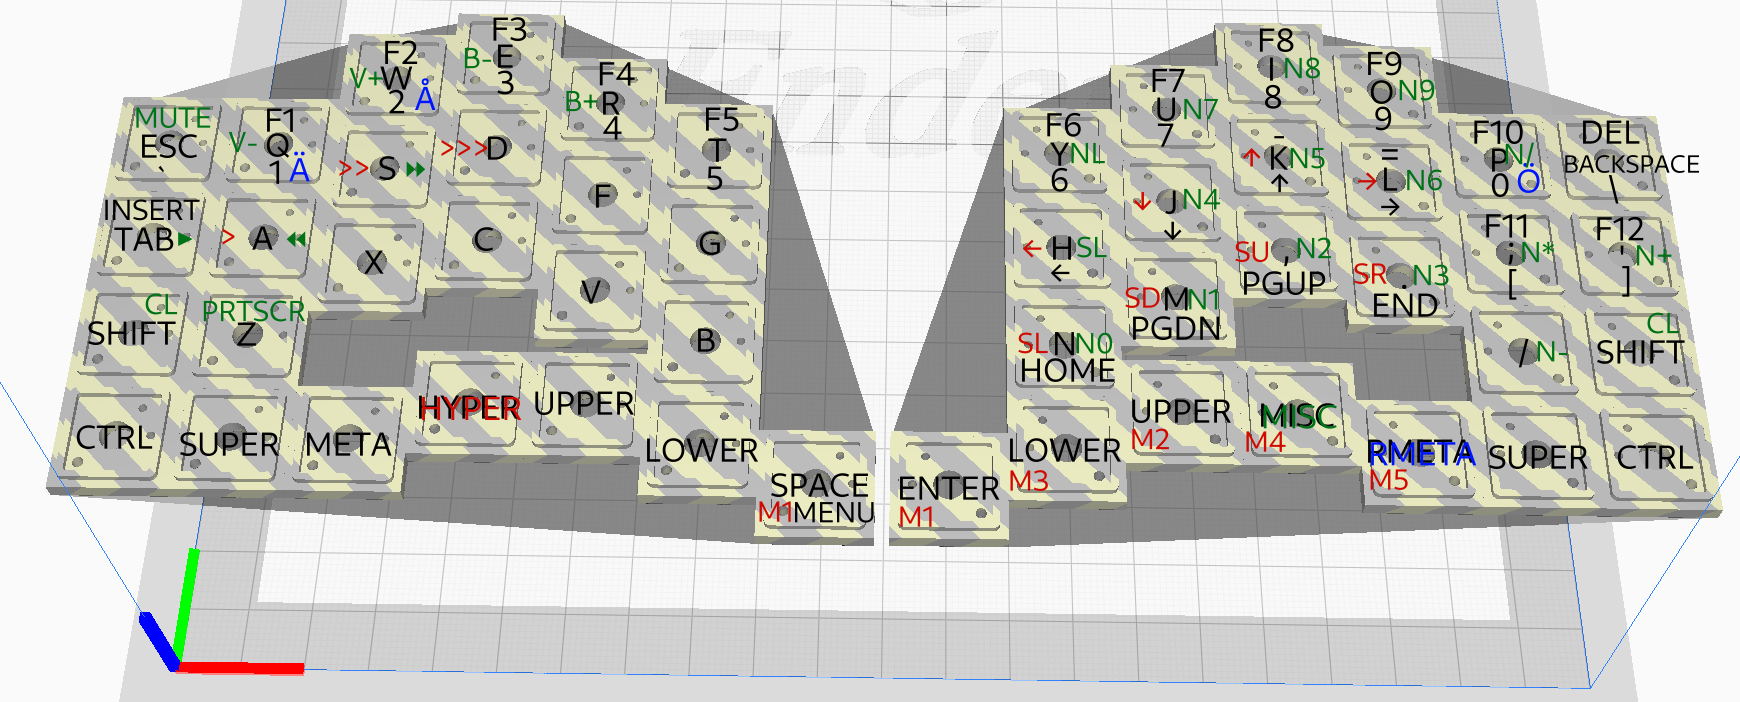 MUTE
ESC
`
F1
V- Q
1 Ä
F2
V+ W
2 Å
F3
B- E
3
F4
B+ R
4
F5
T
5
INSERT
TAB ▶
> A ◀◀
>> S ▶▶
>>> D
F
G
CL
SHIFT
PRTSCR
Z
X
C
V
B
CTRL
SUPER
META
HYPER
UPPER
LOWER
SPACE
M1 MENU
F6
Y NL
6
F7
U N7
7
F8
I N8
8
F9
O N9
9
F10
P N/
0 Ö
DEL
BACKSPACE
\
← H SL
←
↓ J N4
↓
-
↑ K N5
↑
=
→ L N6
→
F11
; N*
[
F12
' N+
]
SL N N0
HOME
SD M N1
PGDN
SU , N2
PGUP
SR . N3
END
/ N-
CL
SHIFT
ENTER
M1
LOWER
M3
UPPER
M2
MISC
M4
RMETA
M5
SUPER
CTRL
Ender